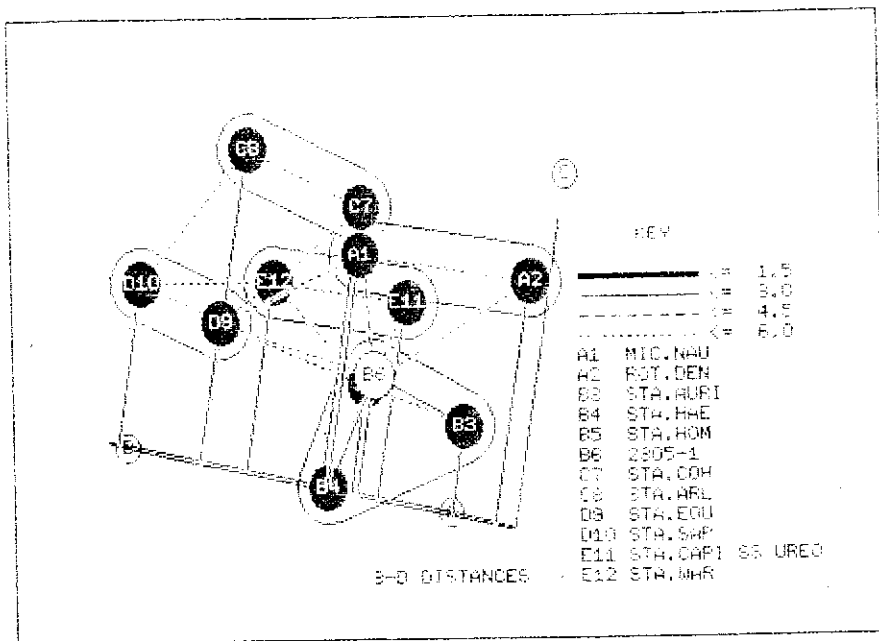 C8
C7
A1
A2
D10
E12
E11
D9
B6
B3
B4
KEY
<= 1.5
<= 3.0
<= 4.5
<= 6.0
A1 MIC.NAU
A2 ROT.DEN
B3 STA.AURI
B4 STA.HAE
B5 STA.HOM
B6 2305-1
C7 STA.COH
C8 STA.ARL
D9 STA.EQU
D10 STA.SAP
E11 STA.CAPI SS UREO
E12 STA.WAR
3-D DISTANCES